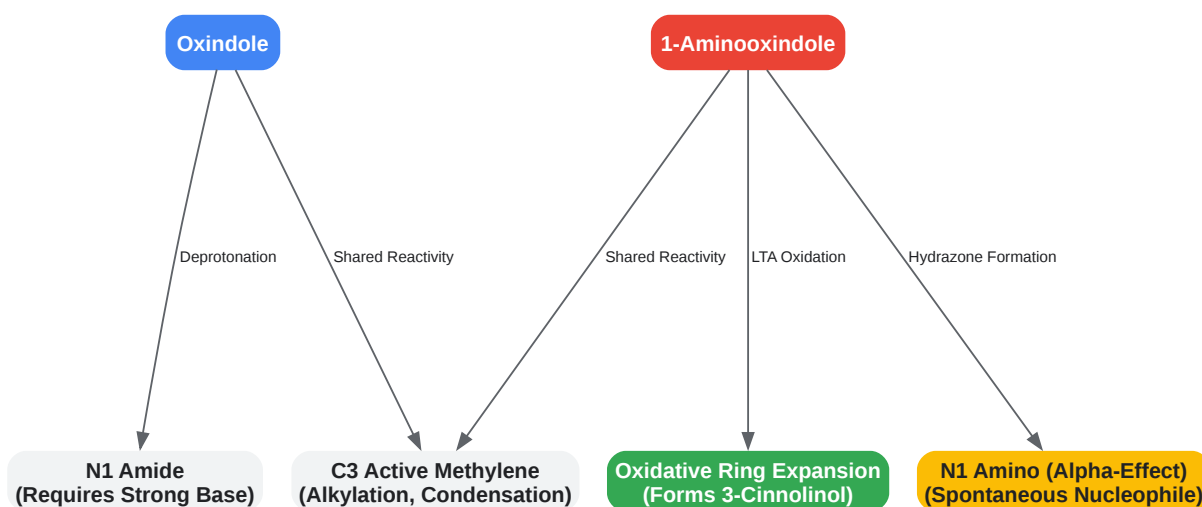 Oxindole
1-Aminooxindole
Deprotonation
Shared Reactivity
Shared Reactivity
LTA Oxidation
Hydrazone Formation
N1 Amide
(Requires Strong Base)
C3 Active Methylene
(Alkylation, Condensation)
Oxidative Ring Expansion
(Forms 3-Cinnolinol)
N1 Amino (Alpha-Effect)
(Spontaneous Nucleophile)